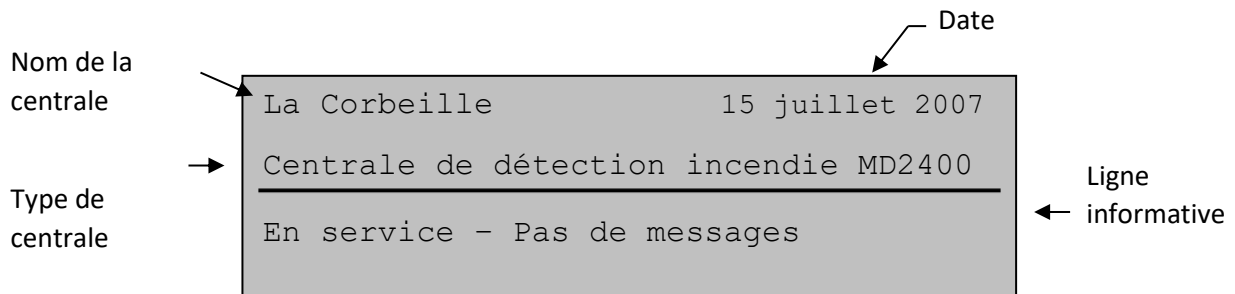 Date
Nom de la
centrale
La Corbeille 15 juillet 2007
Centrale de détection incendie MD2400
Type de
centrale
Ligne
informative
En service – Pas de messages